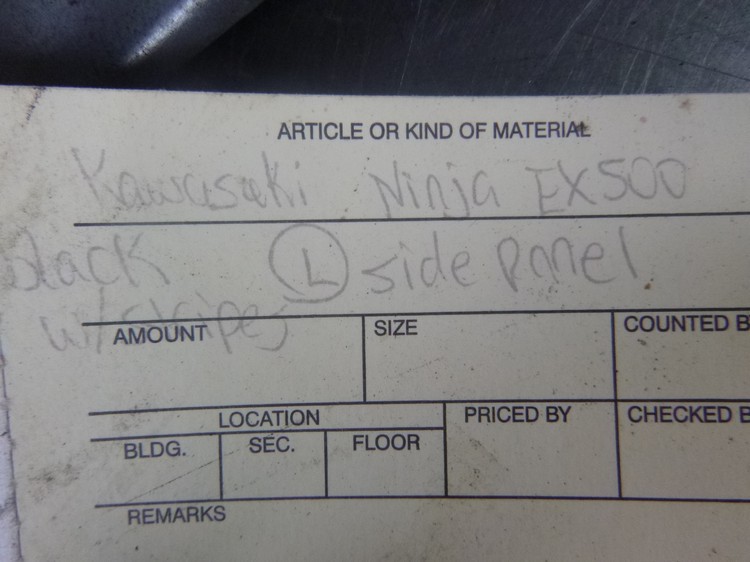 ARTICLE OR KIND OF MATERIAL
Kawasaki Ninja EX500
black L side panel
w/stripes
AMOUNT SIZE COUNTED B
LOCATION PRICED BY CHECKED B
BLDG. SEC. FLOOR
REMARKS